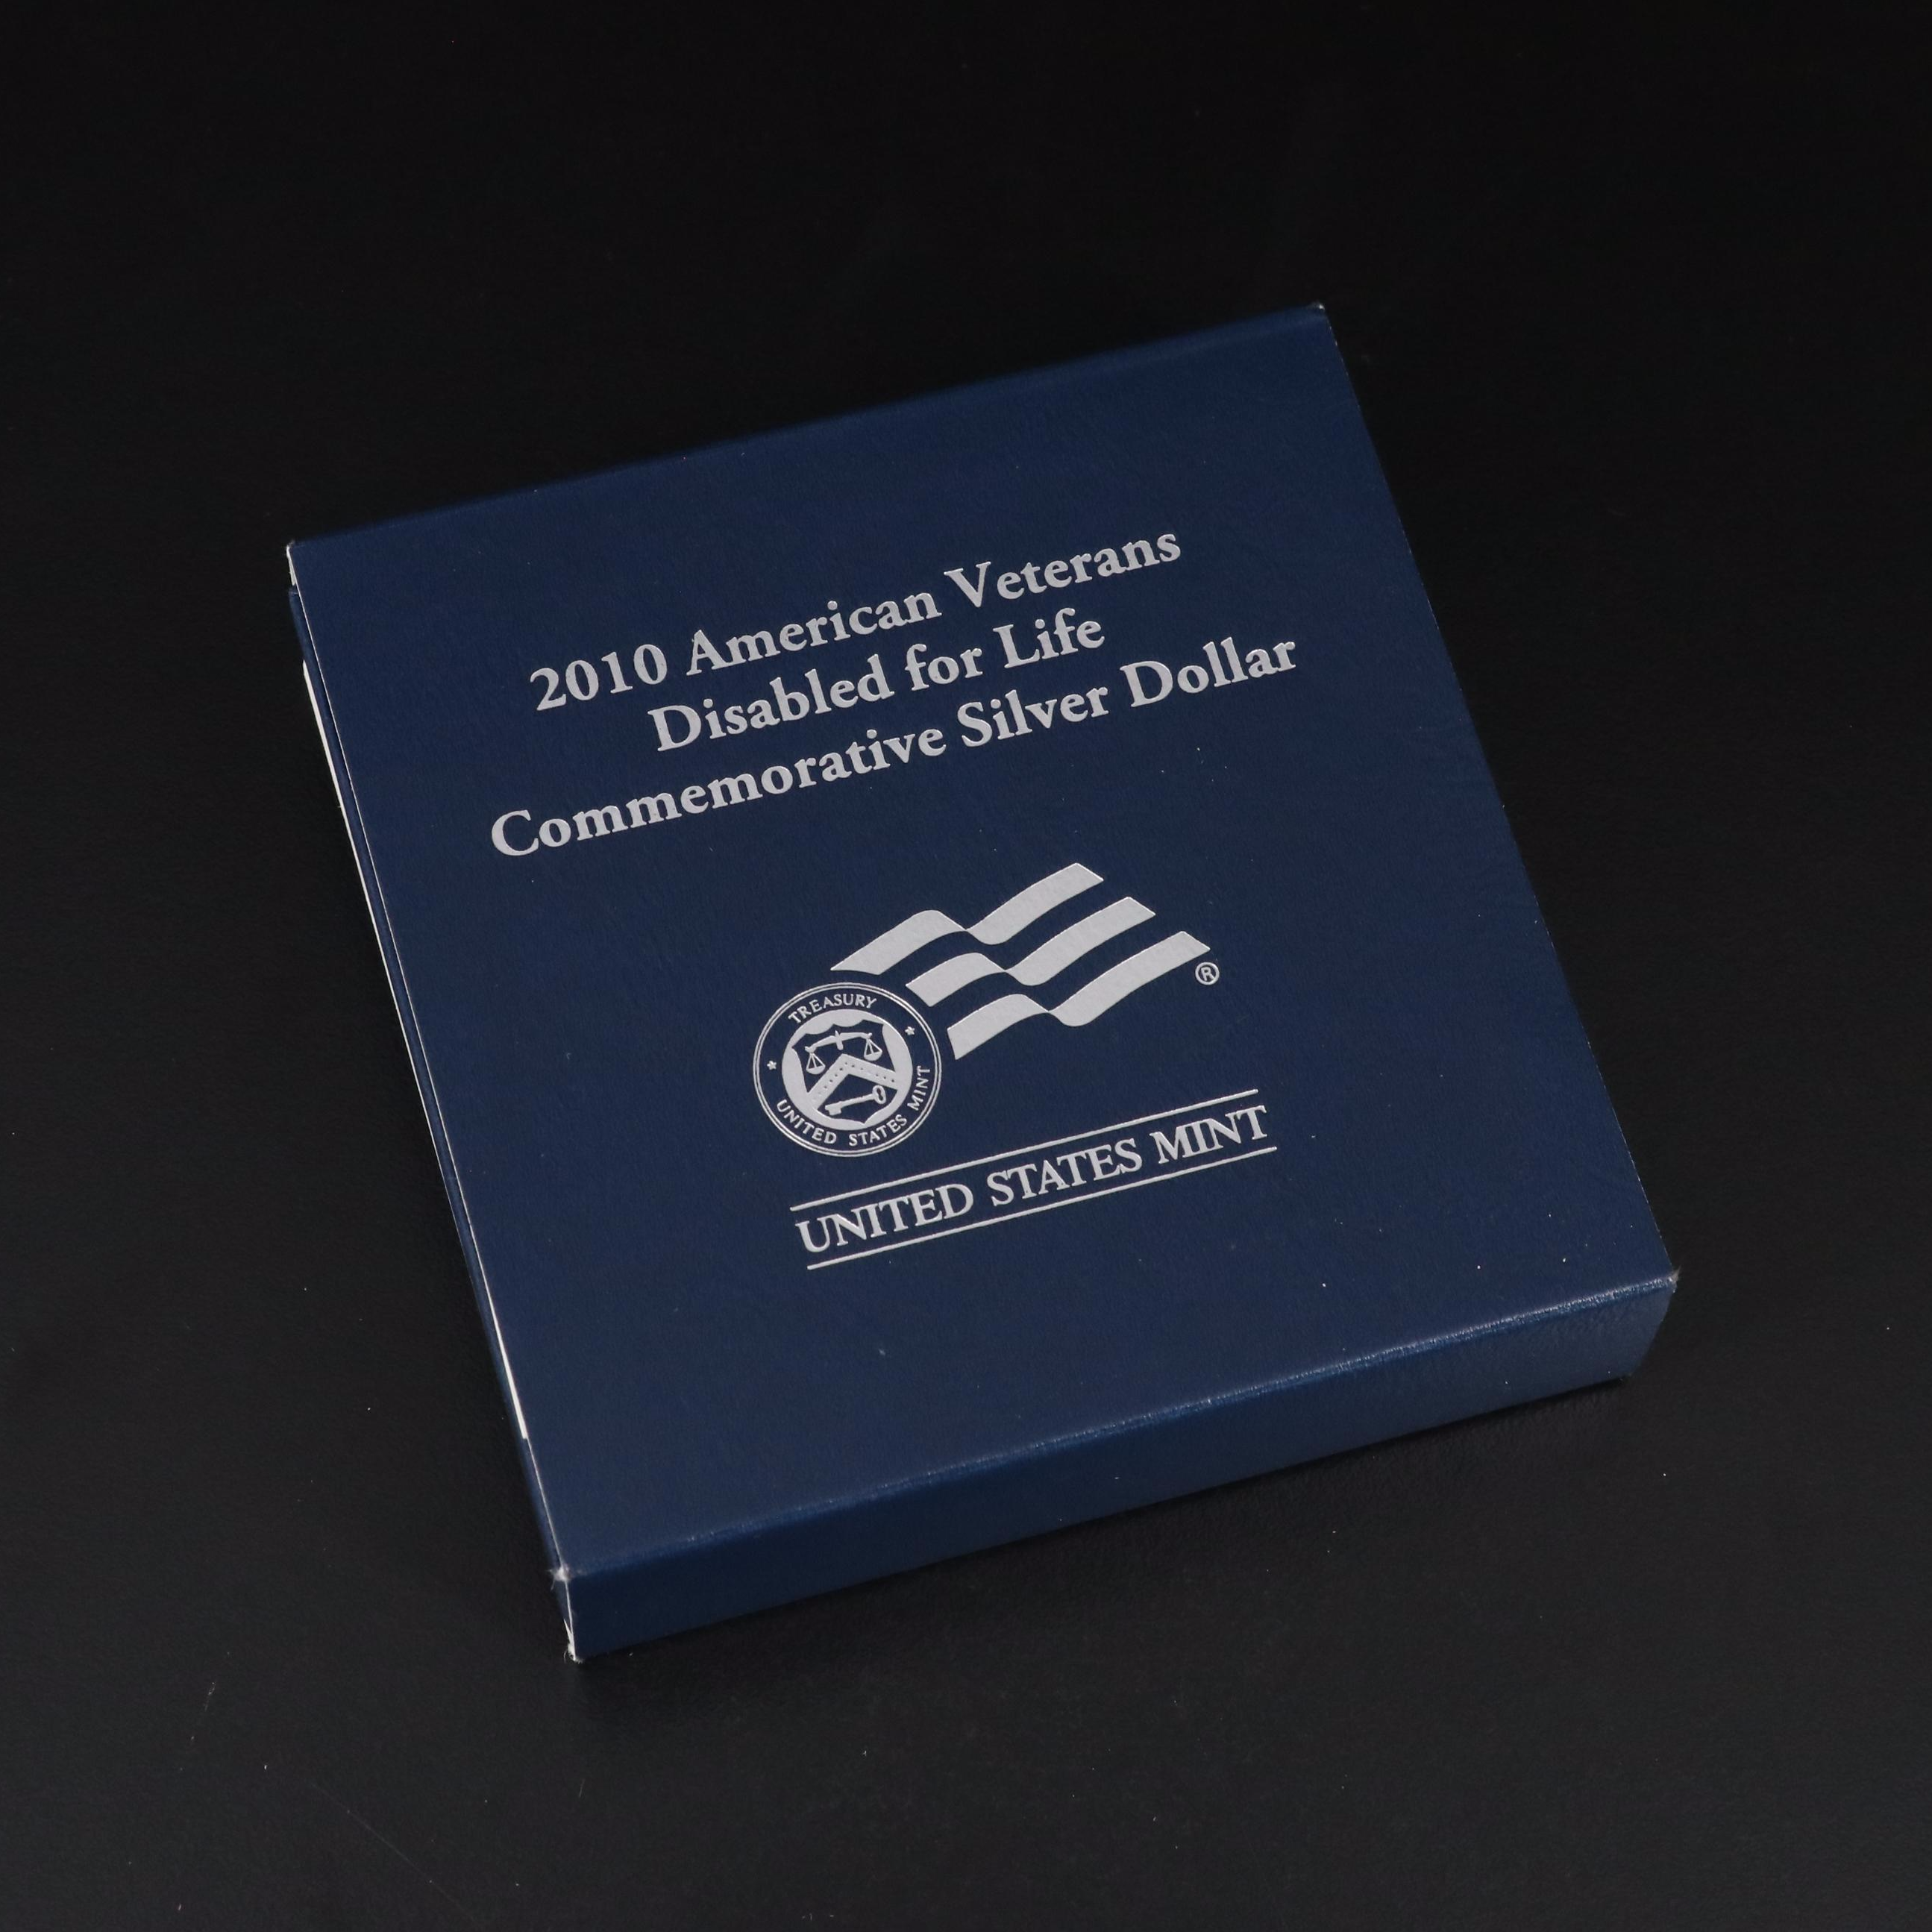 2010 American Veterans
Disabled for Life
Commemorative Silver Dollar
®
TREASURY
UNITED STATES MINT
UNITED STATES MINT